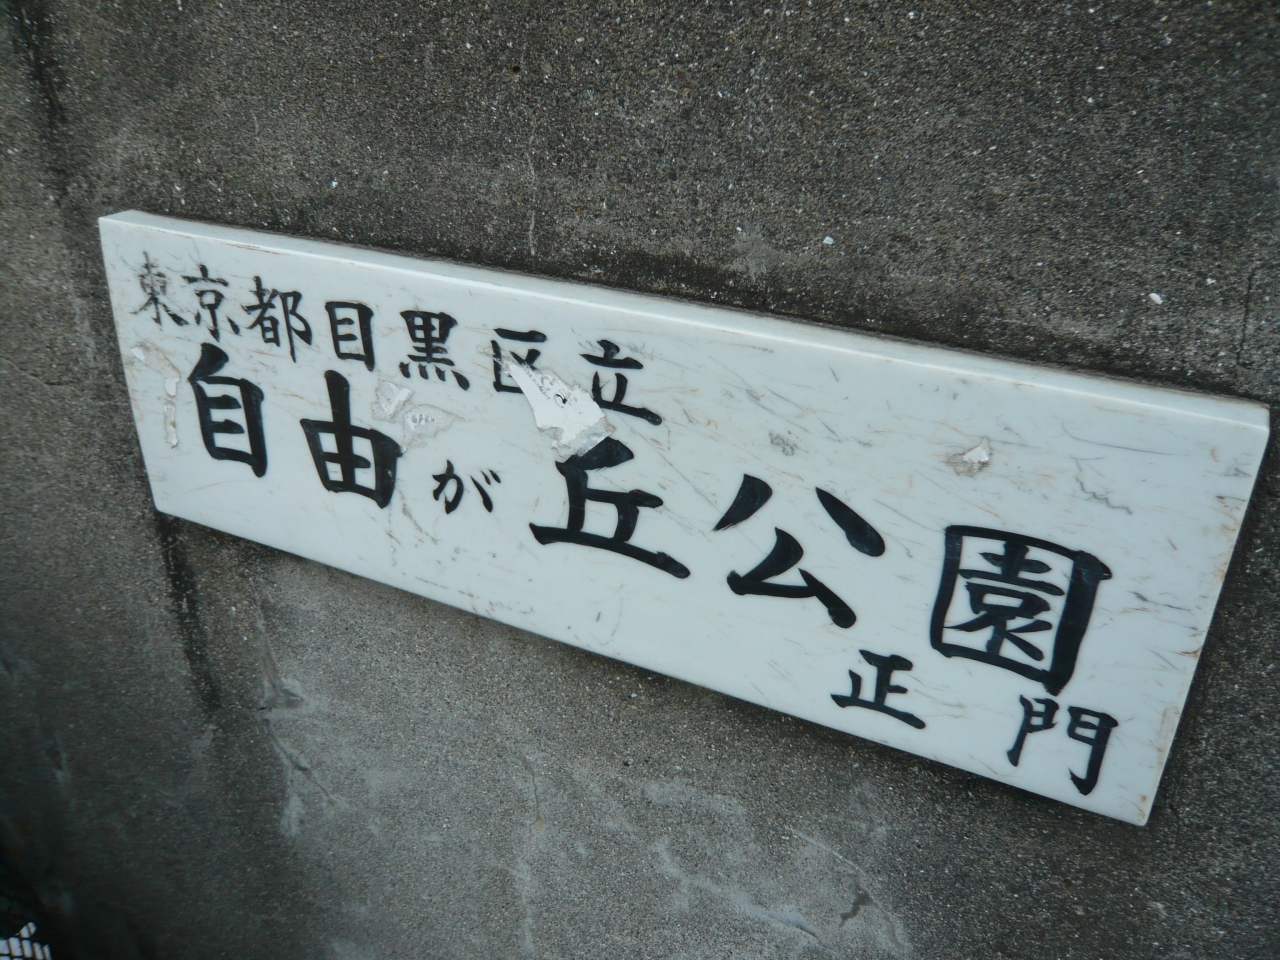 東京都目黒区立
自由が丘公園
正門